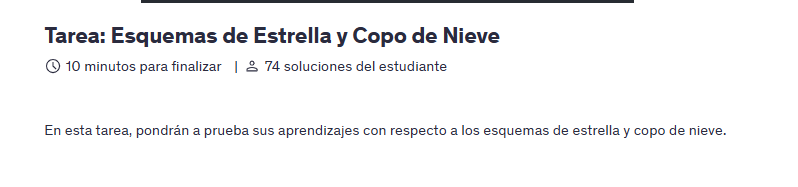 Tarea: Esquemas de Estrella y Copo de Nieve
10 minutos para finalizar | 74 soluciones del estudiante
En esta tarea, pondrán a prueba sus aprendizajes con respecto a los esquemas de estrella y copo de nieve.